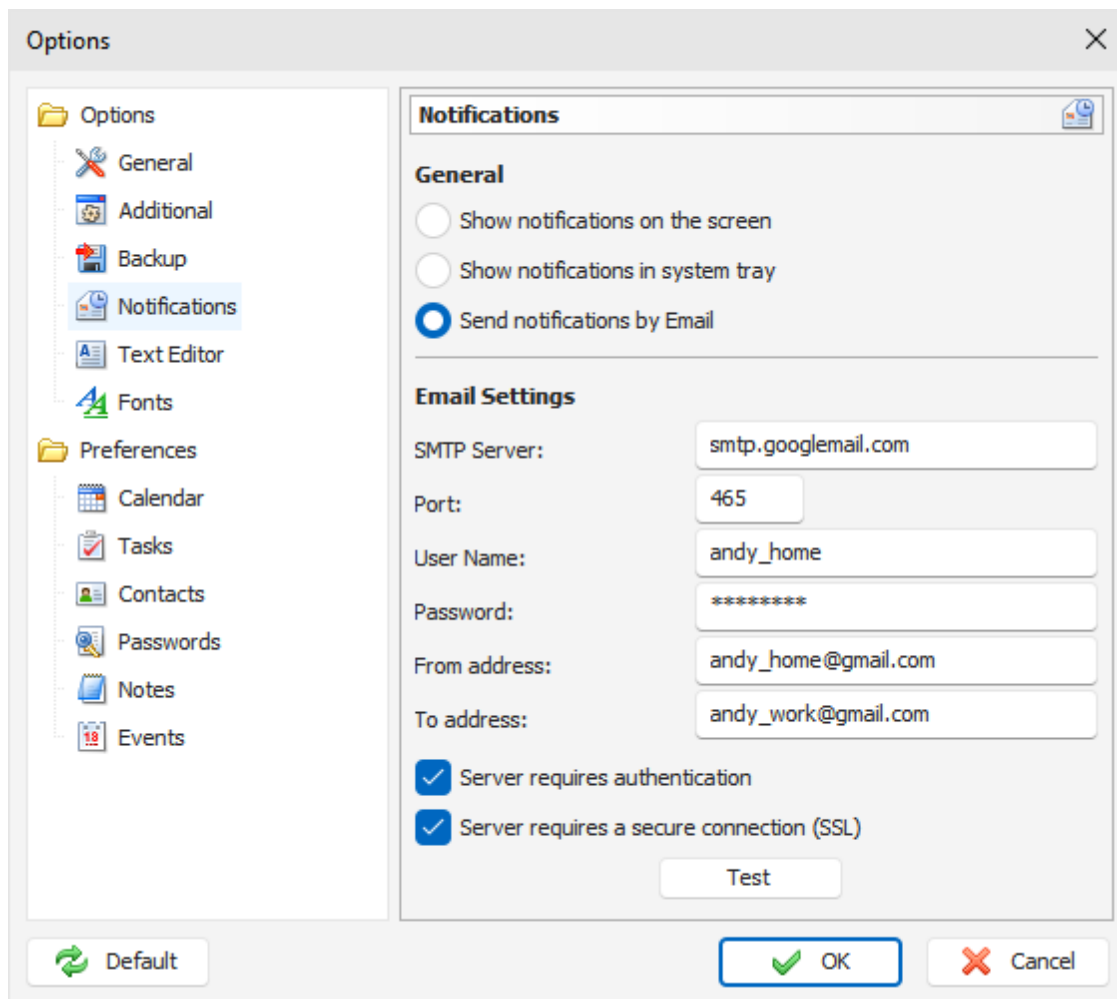 Options
Options
General
Additional
Backup
Notifications
Text Editor
Fonts
Preferences
Calendar
Tasks
Contacts
Passwords
Notes
Events
Notifications
General
Show notifications on the screen
Show notifications in system tray
Send notifications by Email
Email Settings
SMTP Server: smtp.googlemail.com
Port: 465
User Name: andy_home
Password: ********
From address: andy_home@gmail.com
To address: andy_work@gmail.com
Server requires authentication
Server requires a secure connection (SSL)
Test
Default OK Cancel